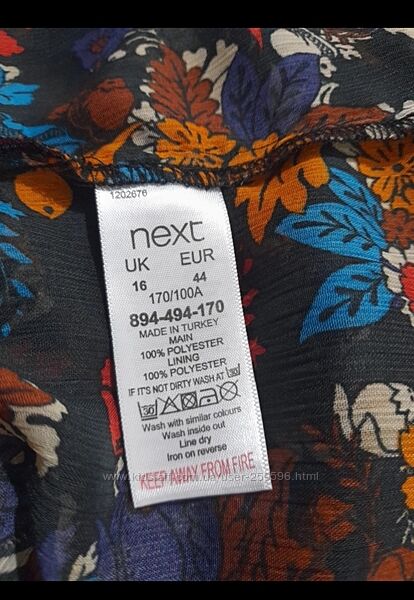 1202676
next
UK EUR
16 44
170/100A
894-494-170
MADE IN TURKEY
MAIN
100% POLYESTER
LINING
100% POLYESTER
IF IT'S NOT DIRTY WASH AT 30
30
Wash with similar colours
Wash inside out
Line dry
Iron on reverse
KEEP AWAY FROM FIRE